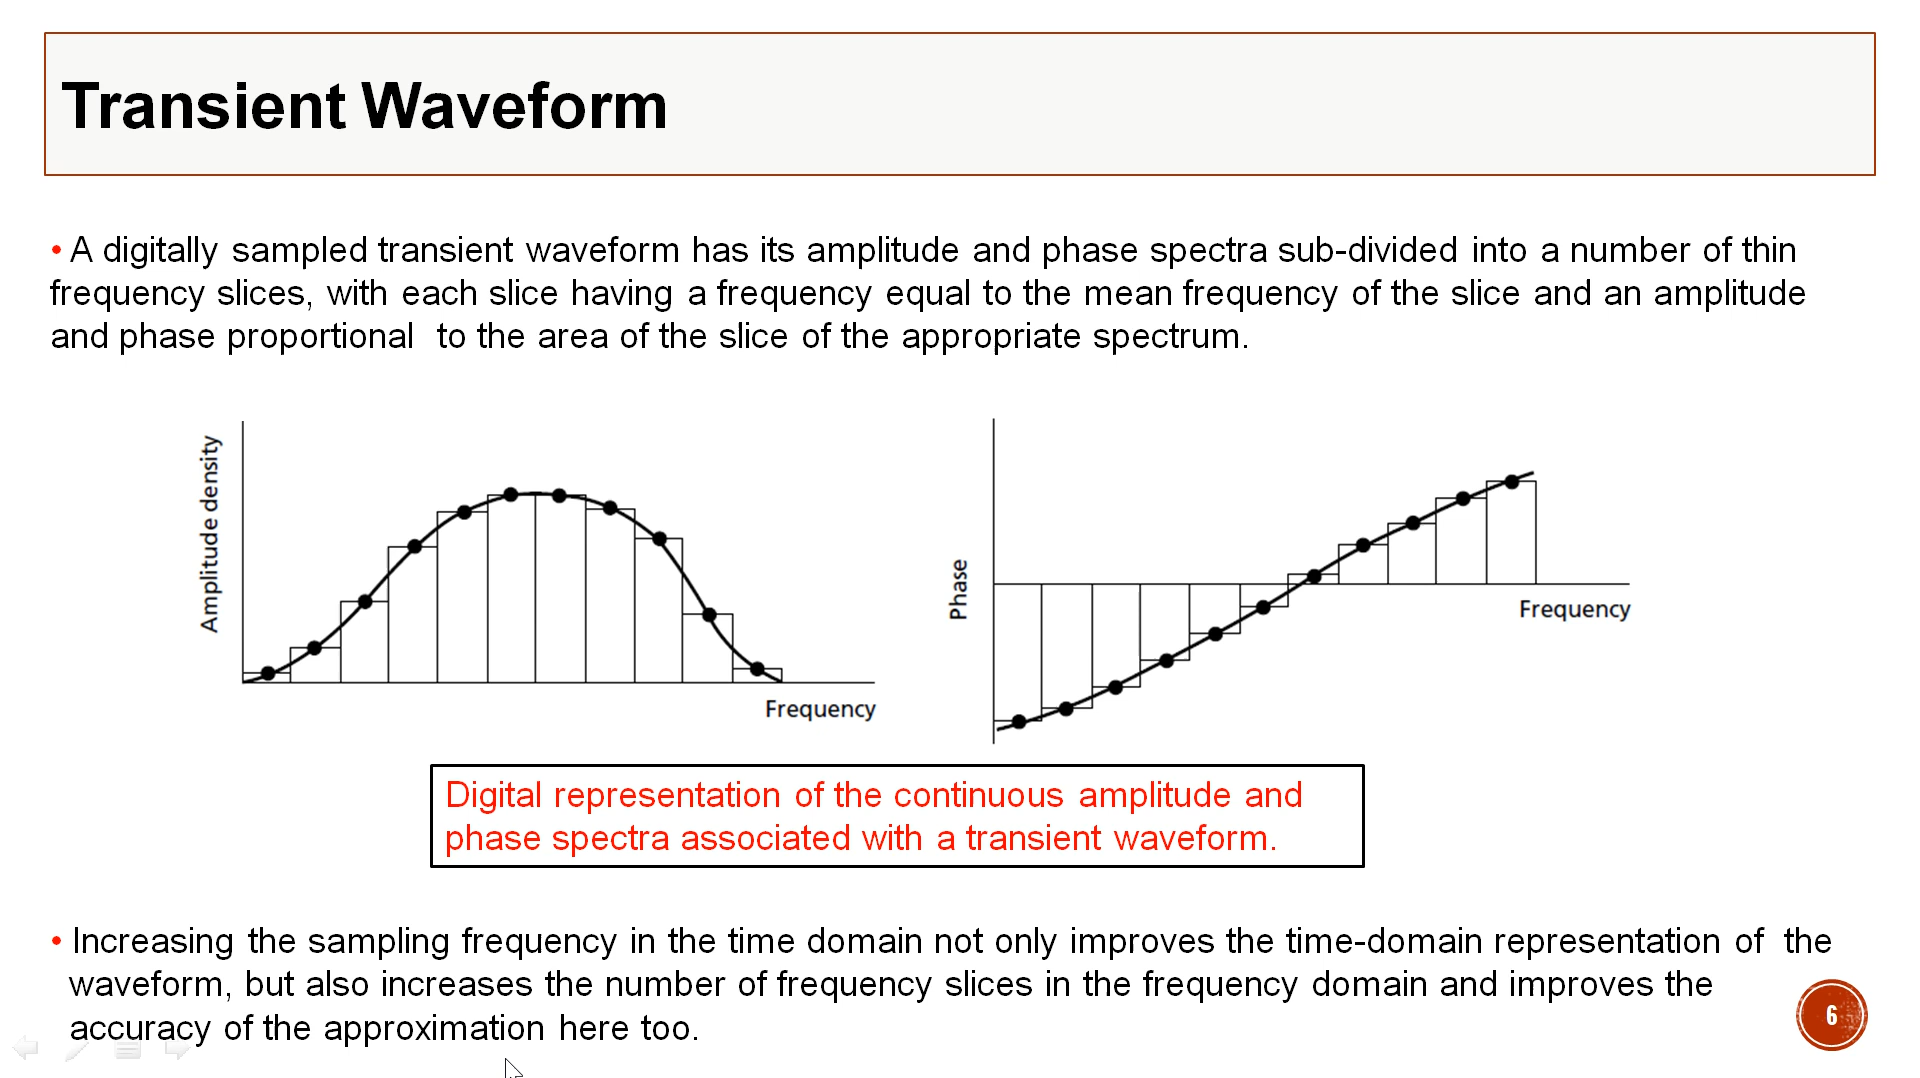 Transient Waveform
• A digitally sampled transient waveform has its amplitude and phase spectra sub-divided into a number of thin
frequency slices, with each slice having a frequency equal to the mean frequency of the slice and an amplitude
and phase proportional to the area of the slice of the appropriate spectrum.
Amplitude density
Frequency
Phase
Frequency
Digital representation of the continuous amplitude and
phase spectra associated with a transient waveform.
• Increasing the sampling frequency in the time domain not only improves the time-domain representation of the
waveform, but also increases the number of frequency slices in the frequency domain and improves the
accuracy of the approximation here too.
6